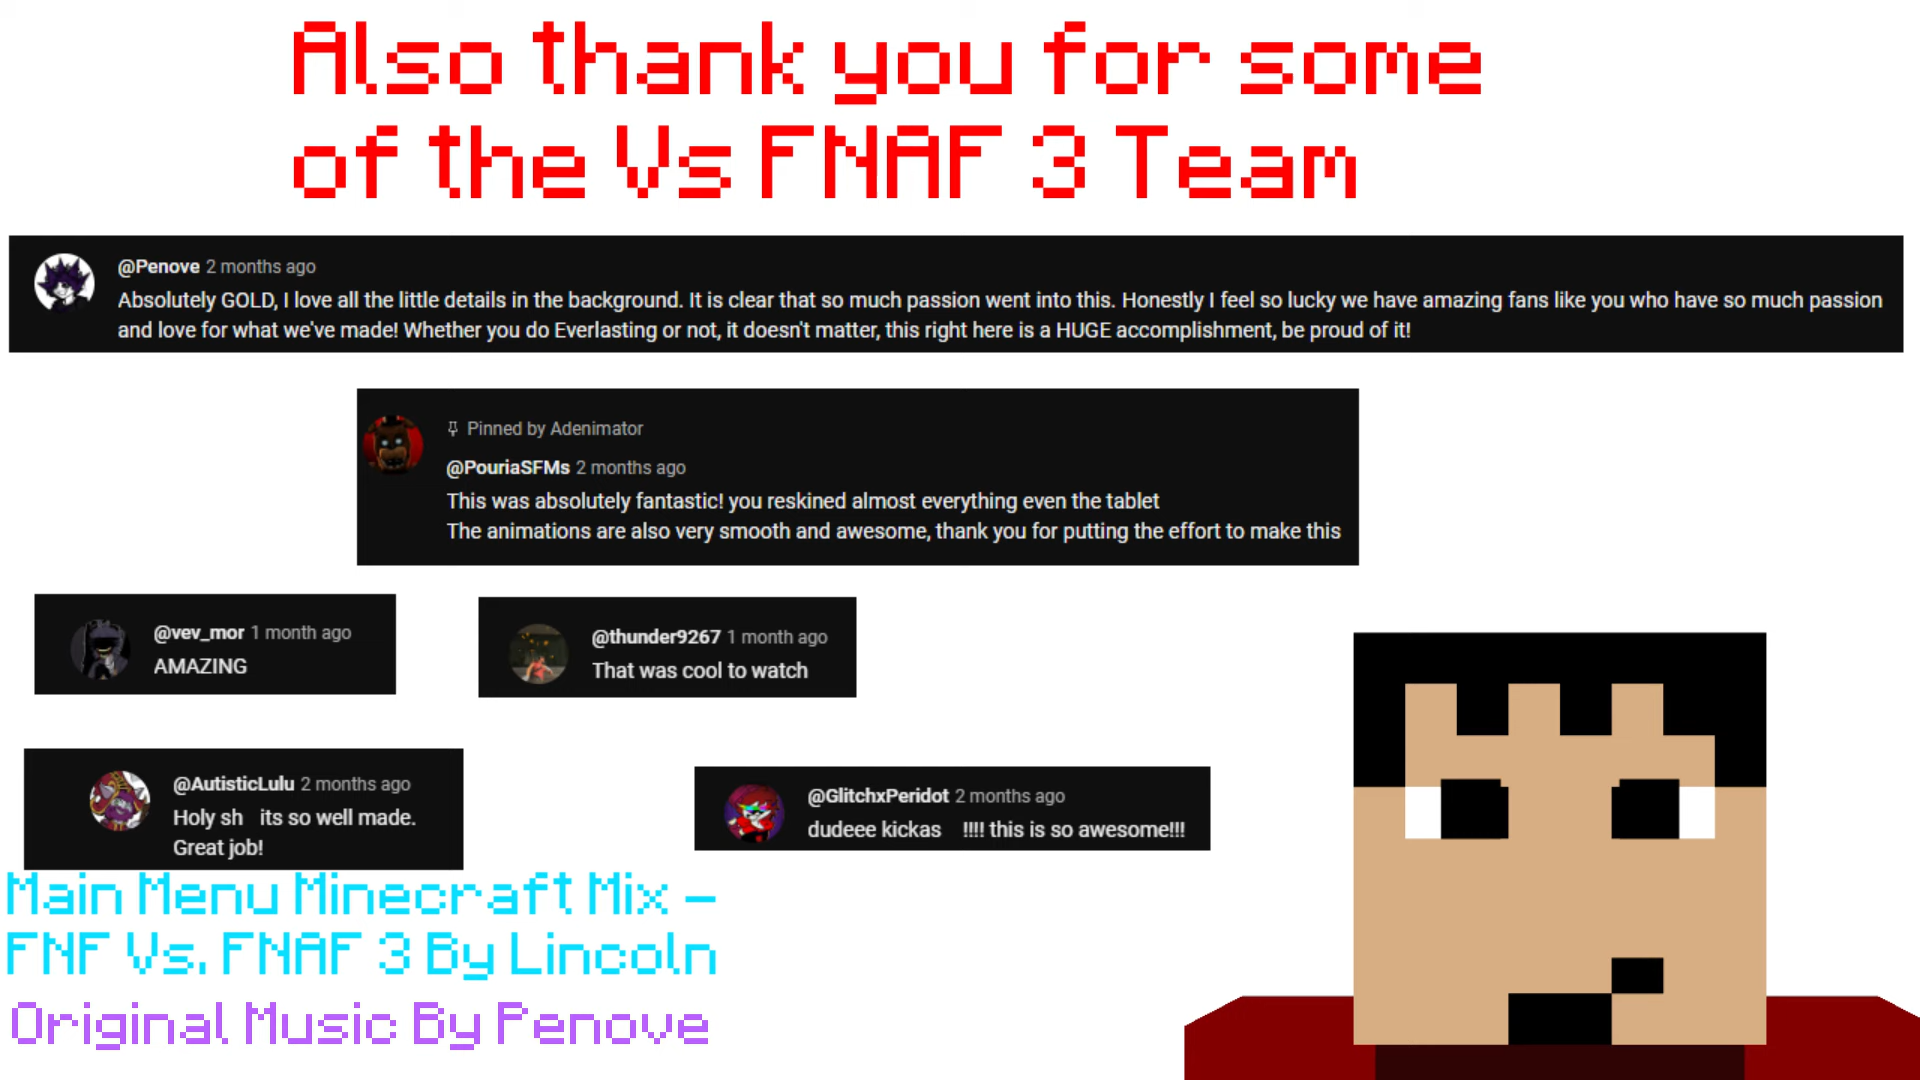 Also thank you for some
of the Vs FNAF 3 Team
@Penove 2 months ago
Absolutely GOLD, I love all the little details in the background. It is clear that so much passion went into this. Honestly I feel so lucky we have amazing fans like you who have so much passion
and love for what we've made! Whether you do Everlasting or not, it doesn't matter, this right here is a HUGE accomplishment, be proud of it!
Pinned by Adenimator
@PouriaSFMs 2 months ago
This was absolutely fantastic! you reskined almost everything even the tablet
The animations are also very smooth and awesome, thank you for putting the effort to make this
@vev_mor 1 month ago
AMAZING
@thunder9267 1 month ago
That was cool to watch
@AutisticLulu 2 months ago
Holy sh its so well made.
Great job!
@GlitchxPeridot 2 months ago
dudeee kickas !!!! this is so awesome!!!
Main Menu Minecraft Mix -
FNF Vs. FNAF 3 By Lincoln
Original Music By Penove